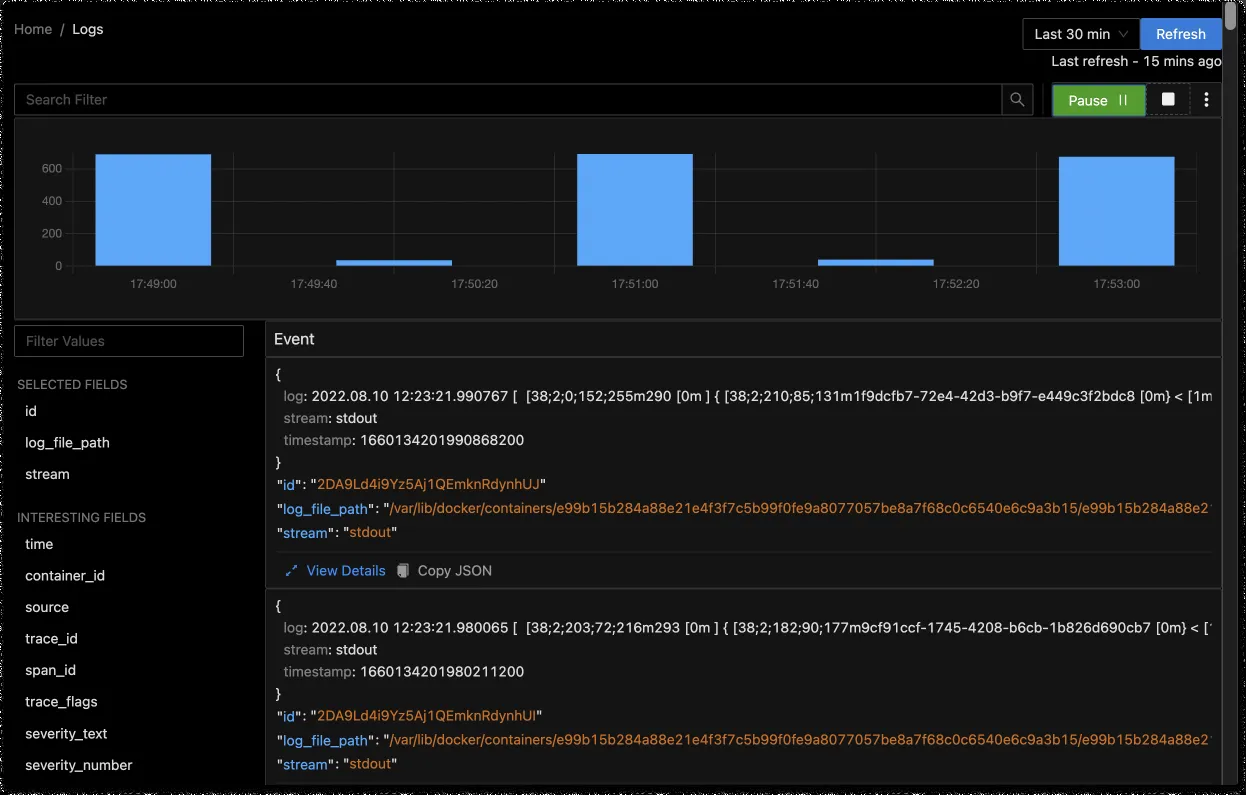 Home / Logs
Last 30 min
Refresh
Last refresh - 15 mins ago
Search Filter
Pause
600
400
200
0
17:49:00 17:49:40 17:50:20 17:51:00 17:51:40 17:52:20 17:53:00
Filter Values
SELECTED FIELDS
id
log_file_path
stream
INTERESTING FIELDS
time
container_id
source
trace_id
span_id
trace_flags
severity_text
severity_number
Event
{
log: 2022.08.10 12:23:21.990767 [ [38;2;0;152;255m290 [0m ] { [38;2;210;85;131m1f9dcfb7-72e4-42d3-b9f7-e449c3f2bdc8 [0m} < [1m
stream: stdout
timestamp: 1660134201990868200
}
"id": "2DA9Ld4i9Yz5Aj1QEmknRdynhUJ"
"log_file_path": "/var/lib/docker/containers/e99b15b284a88e21e4f3f7c5b99f0fe9a8077057be8a7f68c0c6540e6c9a3b15/e99b15b284a88e2
"stream": "stdout"
View Details Copy JSON
{
log: 2022.08.10 12:23:21.980065 [ [38;2;203;72;216m293 [0m ] { [38;2;182;90;177m9cf91ccf-1745-4208-b6cb-1b826d690cb7 [0m} < [
stream: stdout
timestamp: 1660134201980211200
}
"id": "2DA9Ld4i9Yz5Aj1QEmknRdynhUI"
"log_file_path": "/var/lib/docker/containers/e99b15b284a88e21e4f3f7c5b99f0fe9a8077057be8a7f68c0c6540e6c9a3b15/e99b15b284a88e2
"stream": "stdout"